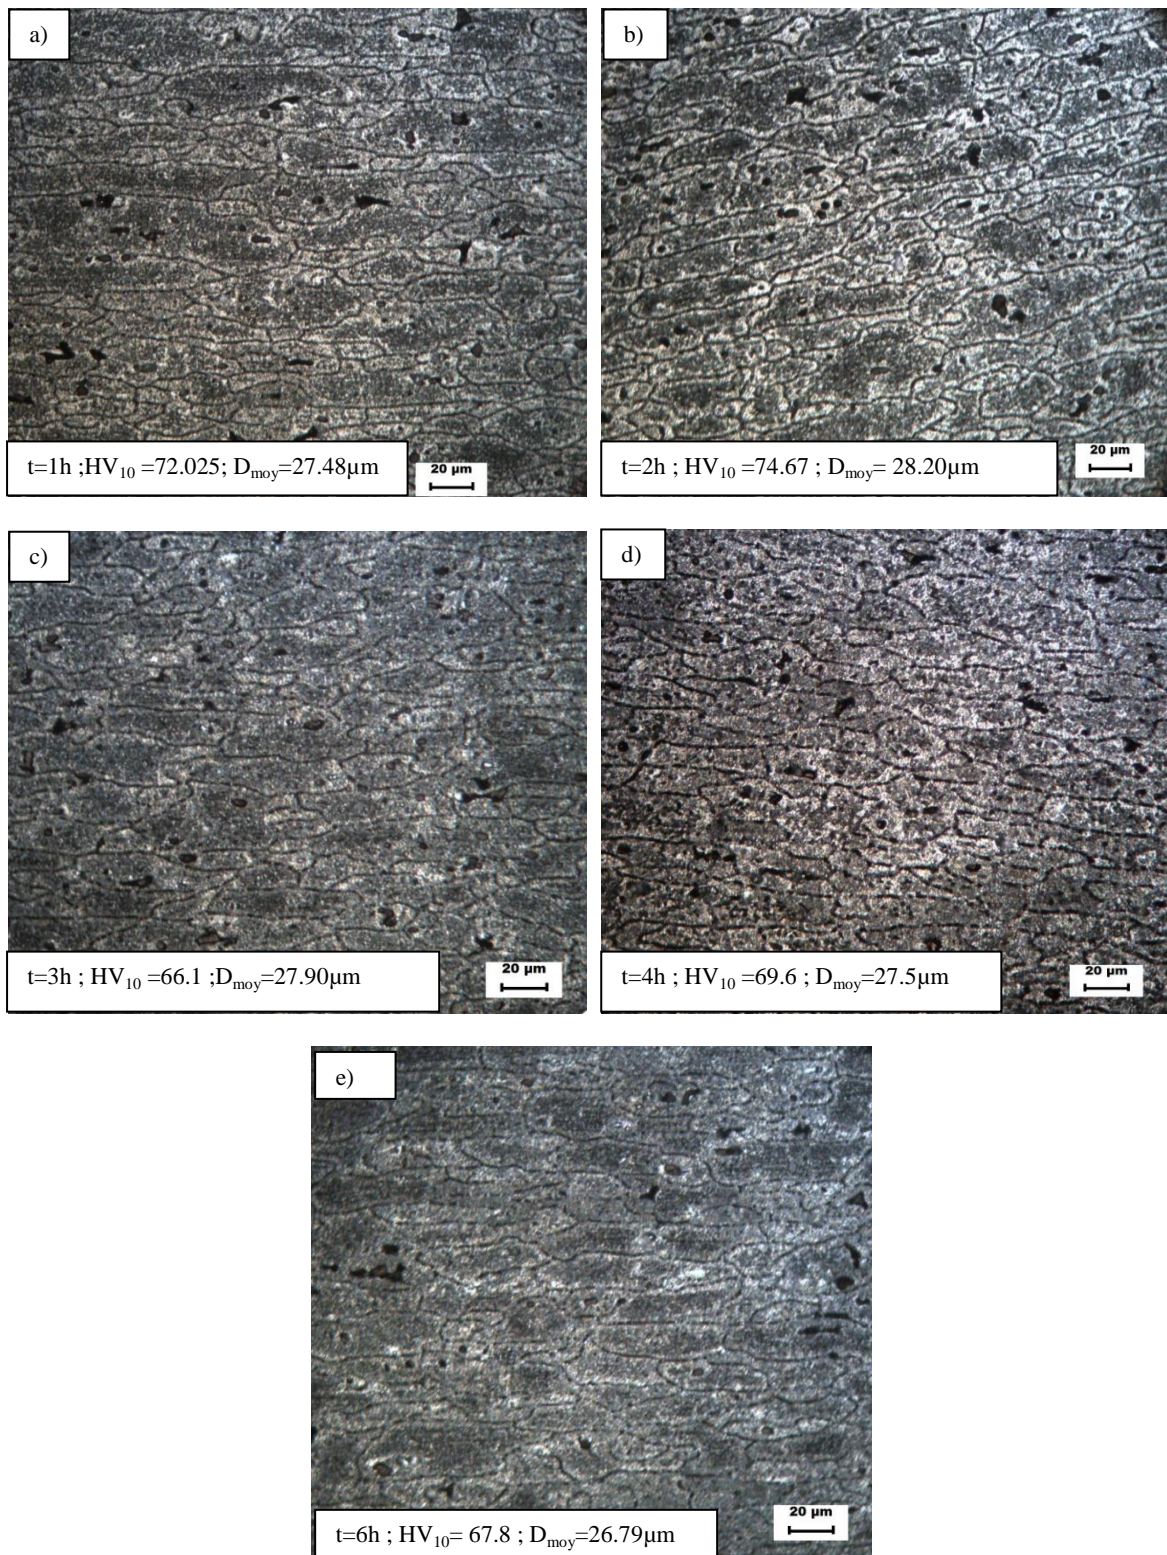 a)
t=1h ;HV10 =72.025; Dmoy=27.48µm
20 µm
b)
t=2h ; HV10 =74.67 ; Dmoy= 28.20µm
20 µm
c)
t=3h ; HV10 =66.1 ;Dmoy=27.90µm
20 µm
d)
t=4h ; HV10 =69.6 ; Dmoy=27.5µm
20 µm
e)
t=6h ; HV10= 67.8 ; Dmoy=26.79µm
20 µm